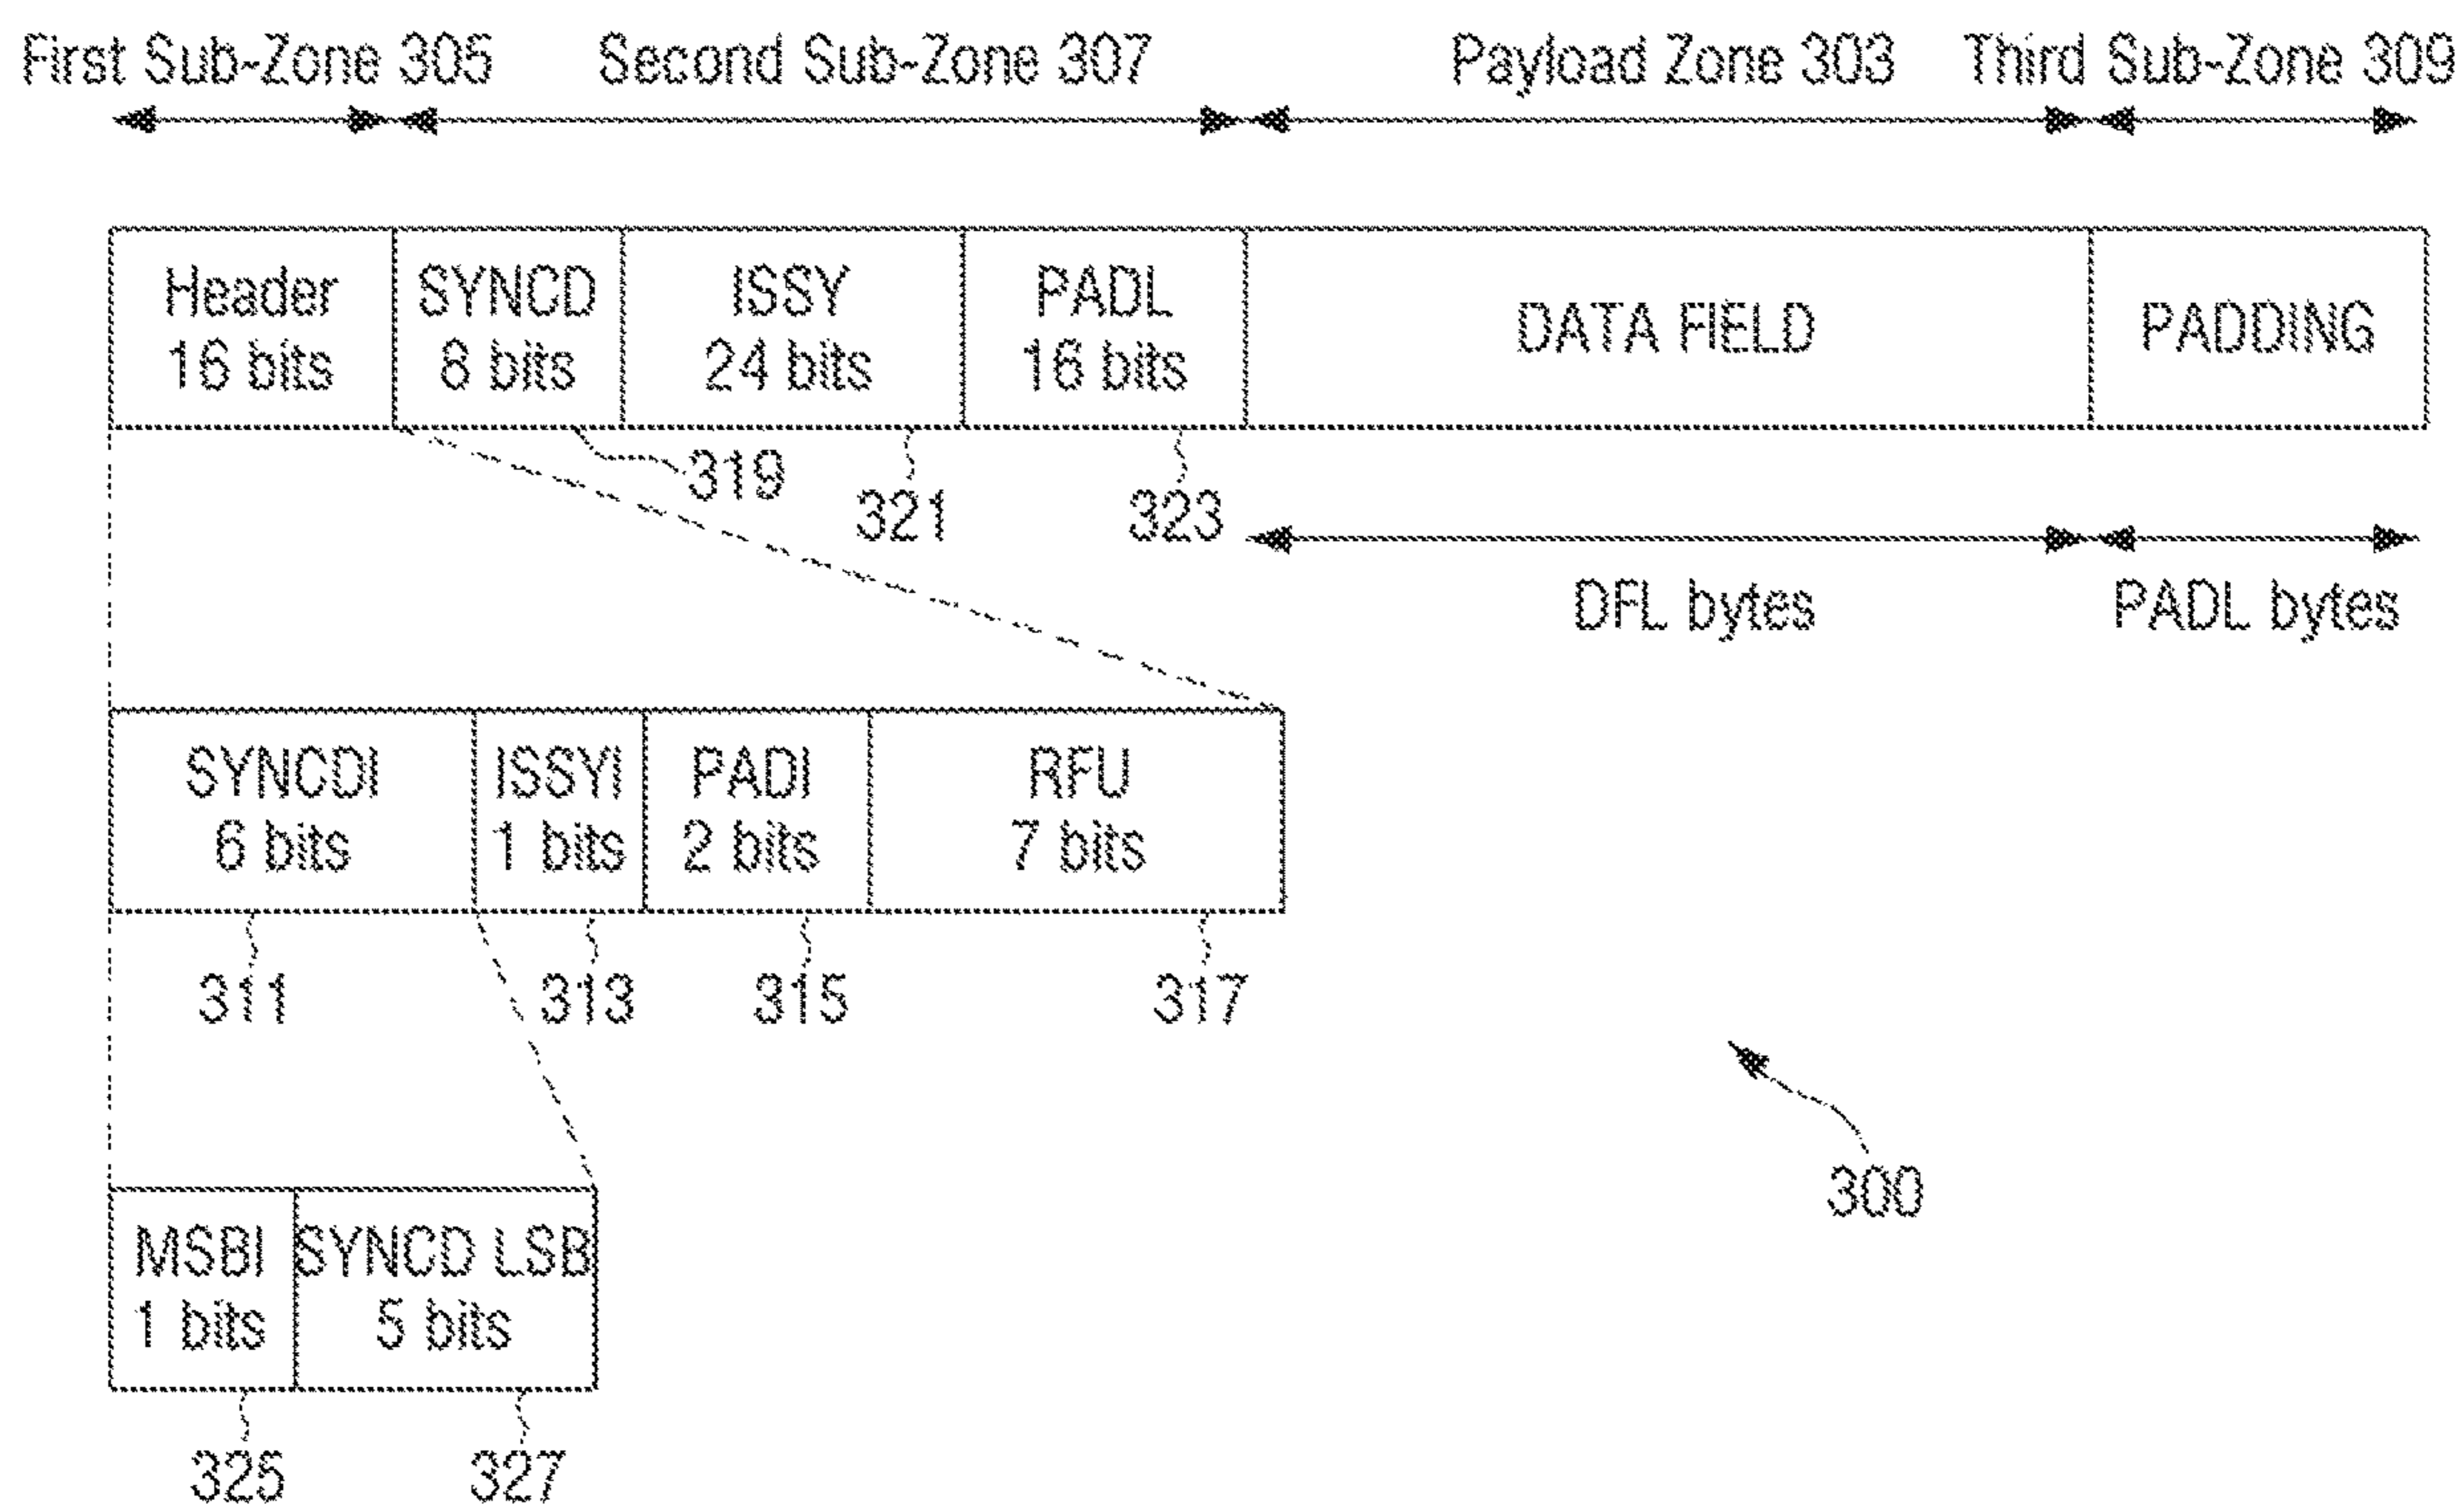 First Sub-Zone 305 Second Sub-Zone 307 Payload Zone 303 Third Sub-Zone 309
Header SYNCD ISSY PADL DATA FIELD PADDING
16 bits 8 bits 24 bits 16 bits
319 321 323
DFL bytes PADL bytes
SYNCDI ISSYI PADI RFU
6 bits 1 bits 2 bits 7 bits
311 313 315 317
300
MSBI SYNCD LSB
1 bits 5 bits
325 327